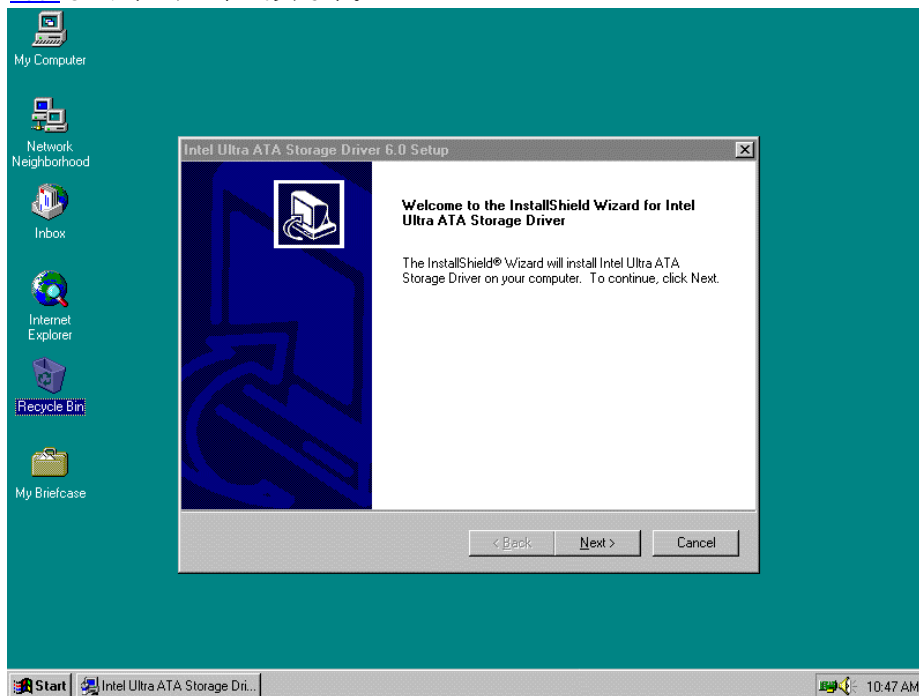 My Computer
Network
Neighborhood
Inbox
Internet
Explorer
Recycle Bin
My Briefcase
Intel Ultra ATA Storage Driver 6.0 Setup
Welcome to the InstallShield Wizard for Intel
Ultra ATA Storage Driver
The InstallShield® Wizard will install Intel Ultra ATA
Storage Driver on your computer. To continue, click Next.
< Back
Next >
Cancel
Start
Intel Ultra ATA Storage Dri...
10:47 AM